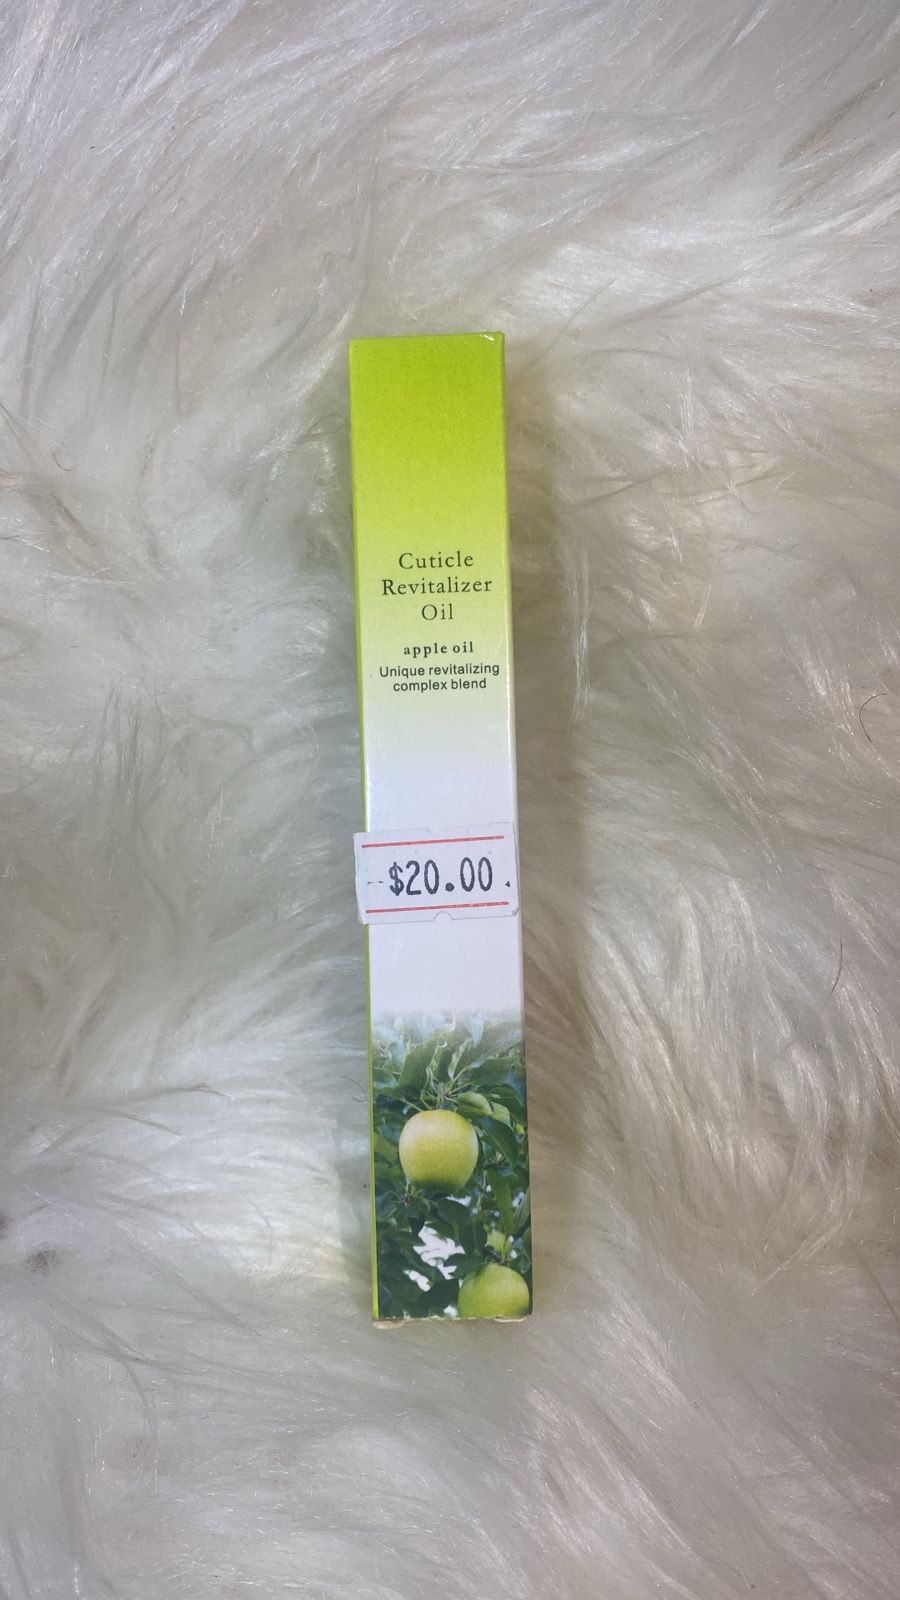 Cuticle
Revitalizer
Oil
apple oil
Unique revitalizing
complex blend
$20.00